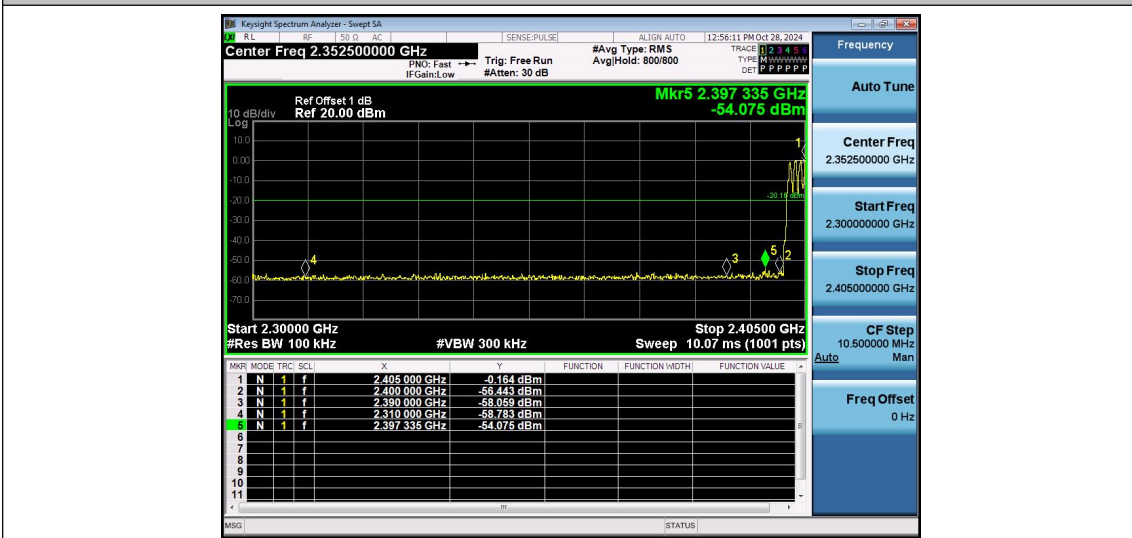 Keysight Spectrum Analyzer - Swept SA
LXI RL RF 50 Ω AC SENSE:PULSE ALIGN AUTO 12:56:11 PM Oct 28, 2024
Center Freq 2.352500000 GHz
PNO: Fast
IFGain:Low
Trig: Free Run
#Atten: 30 dB
#Avg Type: RMS
Avg|Hold: 800/800
TRACE 1 2 3 4 5 6
TYPE M
DET P P P P P P
Mkr5 2.397 335 GHz
-54.075 dBm
Ref Offset 1 dB
10 dB/div Ref 20.00 dBm
Log
10.0
0.00
-10.0
-20.0
-30.0
-40.0
-50.0
-60.0
-70.0
1
-20.16 dBm
4
3
5
2
Start 2.30000 GHz Stop 2.40500 GHz
#Res BW 100 kHz #VBW 300 kHz Sweep 10.07 ms (1001 pts)
MKR MODE TRC SCL X Y FUNCTION FUNCTION WIDTH FUNCTION VALUE
1 N 1 f 2.405 000 GHz -0.164 dBm
2 N 1 f 2.400 000 GHz -56.443 dBm
3 N 1 f 2.390 000 GHz -58.059 dBm
4 N 1 f 2.310 000 GHz -58.783 dBm
5 N 1 f 2.397 335 GHz -54.075 dBm
6
7
8
9
10
11
MSG STATUS
Frequency
Auto Tune
Center Freq
2.352500000 GHz
Start Freq
2.300000000 GHz
Stop Freq
2.405000000 GHz
CF Step
10.500000 MHz
Auto Man
Freq Offset
0 Hz